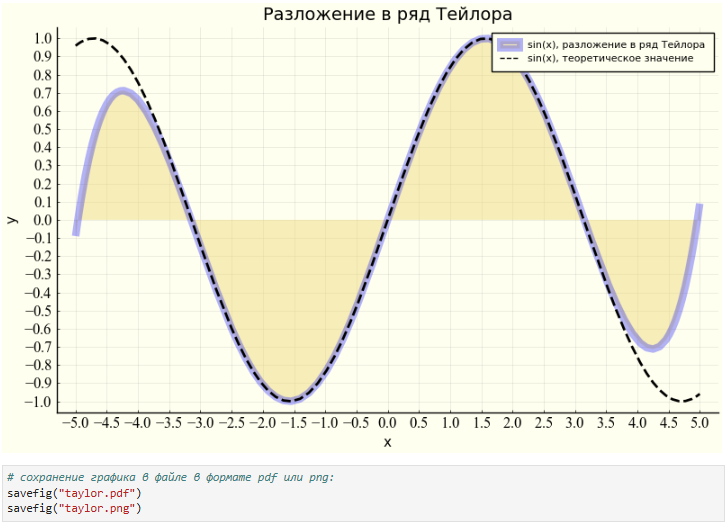 Разложение в ряд Тейлора
sin(x), разложение в ряд Тейлора
sin(x), теоретическое значение
y
1.0
0.9
0.8
0.7
0.6
0.5
0.4
0.3
0.2
0.1
0.0
−0.1
−0.2
−0.3
−0.4
−0.5
−0.6
−0.7
−0.8
−0.9
−1.0
−5.0 −4.5 −4.0 −3.5 −3.0 −2.5 −2.0 −1.5 −1.0 −0.5 0.0 0.5 1.0 1.5 2.0 2.5 3.0 3.5 4.0 4.5 5.0
x
# сохранение графика в файле в формате pdf или png:
savefig("taylor.pdf")
savefig("taylor.png")